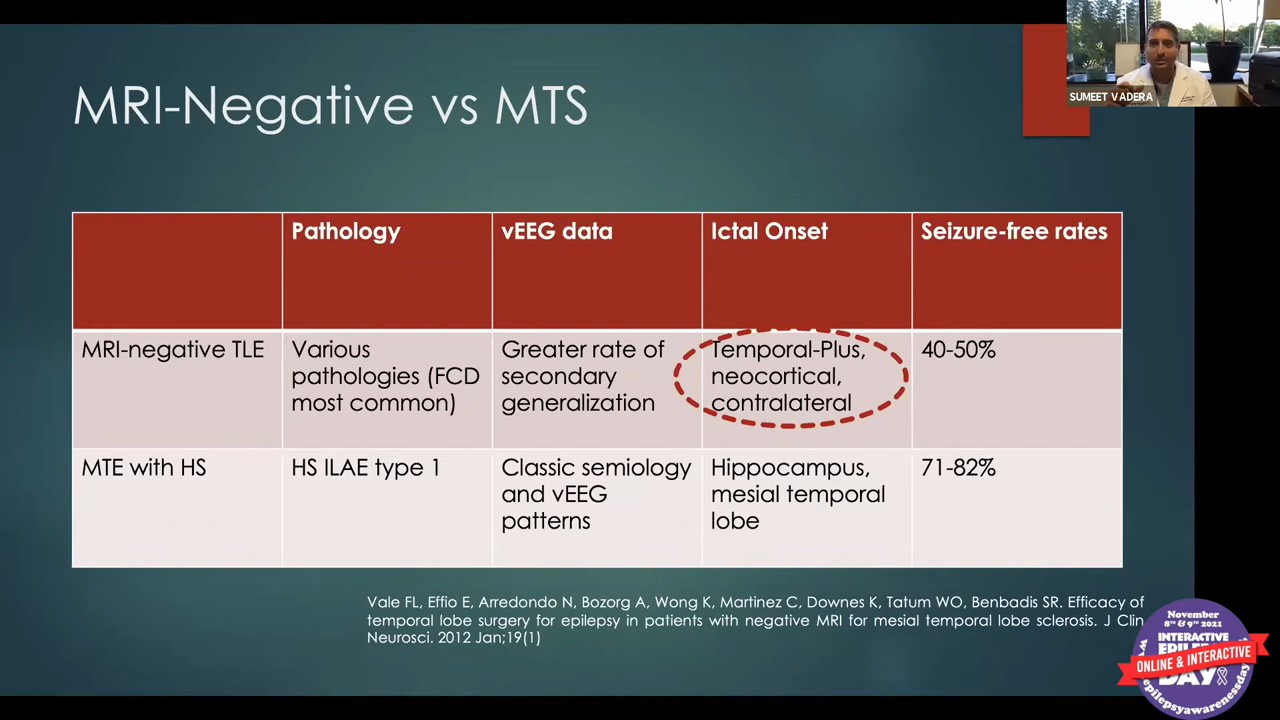 SUMEET VADERA
MRI-Negative vs MTS
Pathology
vEEG data
Ictal Onset
Seizure-free rates
MRI-negative TLE
Various
pathologies (FCD
most common)
Greater rate of
secondary
generalization
Temporal-Plus,
neocortical,
contralateral
40-50%
MTE with HS
HS ILAE type 1
Classic semiology
and vEEG
patterns
Hippocampus,
mesial temporal
lobe
71-82%
Vale FL, Effio E, Arredondo N, Bozorg A, Wong K, Martinez C, Downes K, Tatum WO, Benbadis SR. Efficacy of
temporal lobe surgery for epilepsy in patients with negative MRI for mesial temporal lobe sclerosis. J Clin
Neurosci. 2012 Jan;19(1)
November
8TH & 9TH 2021
INTERACTIVE
ONLINE & INTERACTIVE
DAY
epilepsyawarenessday